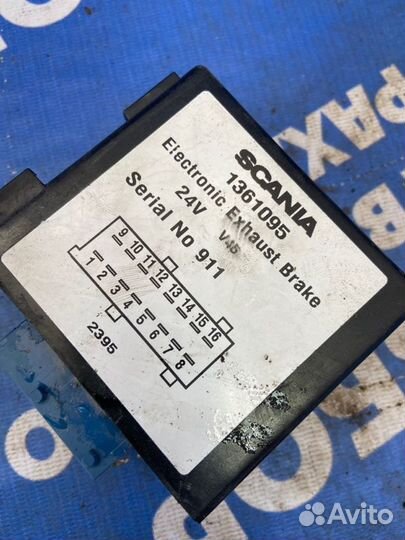 SCANIA
1361095
Electronic Exhaust Brake
24V V45
Serial No 911
9 10 11 12 13 14 15 16
1 2 3 4 5 6 7 8
2395
Avito